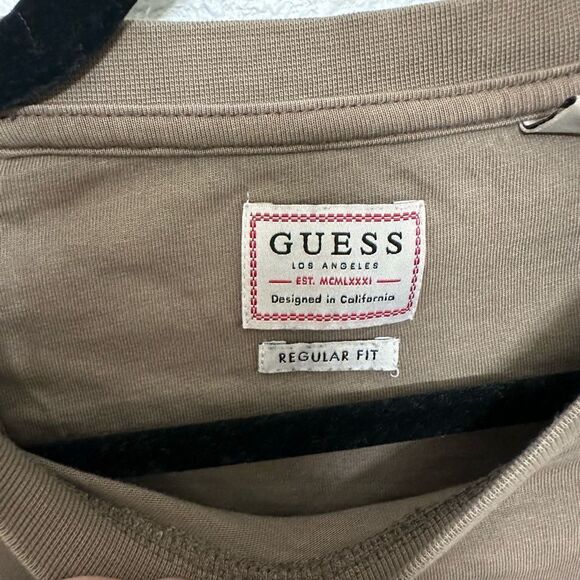 GUESS
LOS ANGELES
EST. MCMLXXXI
Designed in California
REGULAR FIT